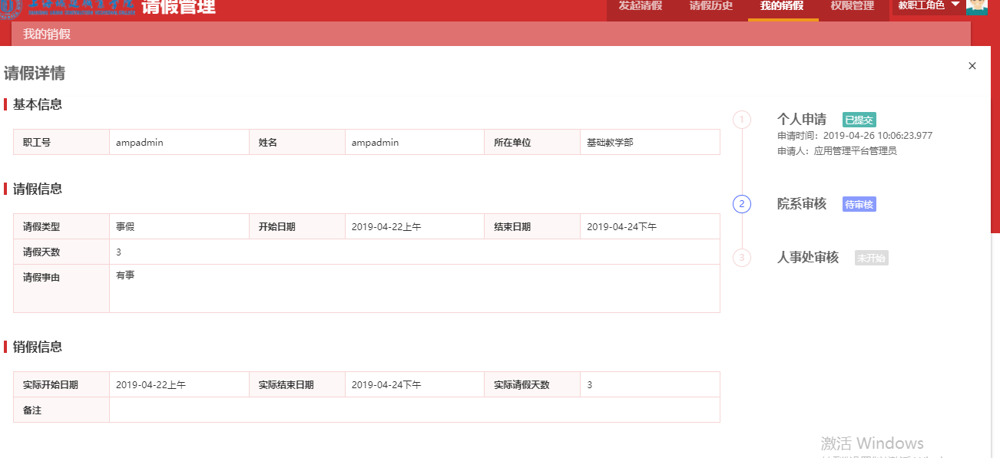 请假管理
发起请假 请假历史 我的销假 权限管理 教职工角色
我的销假
请假详情 ×
基本信息
职工号 ampadmin 姓名 ampadmin 所在单位 基础教学部
请假信息
请假类型 事假 开始日期 2019-04-22上午 结束日期 2019-04-24下午
请假天数 3
请假事由 有事
销假信息
实际开始日期 2019-04-22上午 实际结束日期 2019-04-24下午 实际请假天数 3
备注
1 个人申请 已提交
申请时间：2019-04-26 10:06:23.977
申请人：应用管理平台管理员
2 院系审核 待审核
3 人事处审核 未开始
激活 Windows